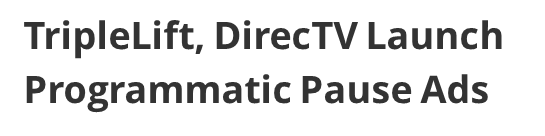 TripleLift, DirecTV Launch
Programmatic Pause Ads